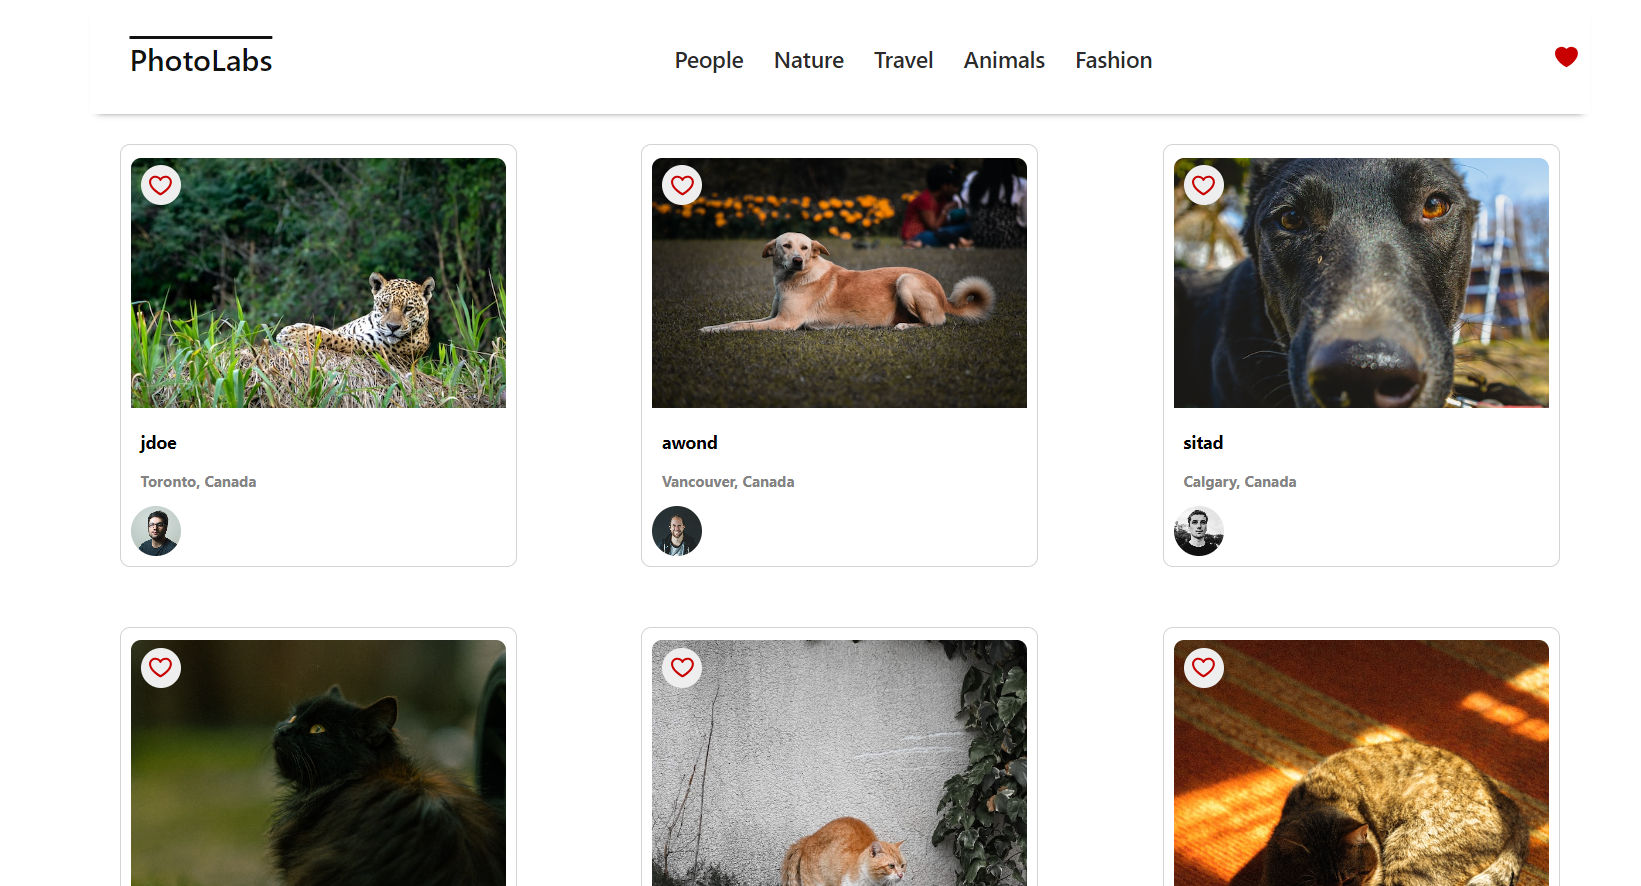 PhotoLabs
People Nature Travel Animals Fashion
jdoe
Toronto, Canada
awond
Vancouver, Canada
sitad
Calgary, Canada